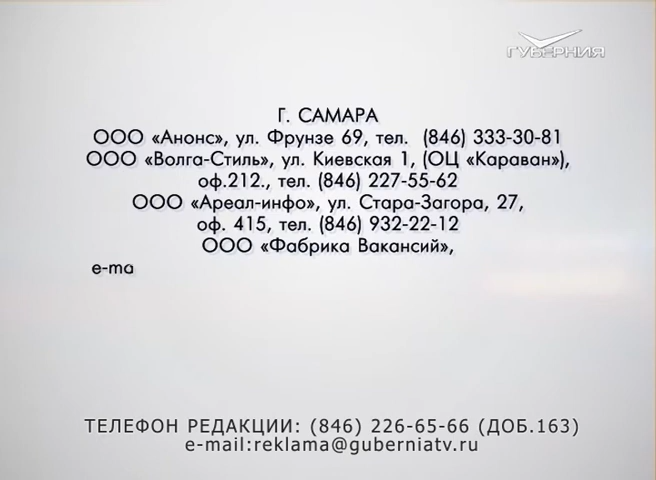 ГУБЕРНИЯ
Г. САМАРА
ООО «Анонс», ул. Фрунзе 69, тел. (846) 333-30-81
ООО «Волга-Стиль», ул. Киевская 1, (ОЦ «Караван»),
оф.212., тел. (846) 227-55-62
ООО «Ареал-инфо», ул. Стара-Загора, 27,
оф. 415, тел. (846) 932-22-12
ООО «Фабрика Вакансий»,
e-ma
ТЕЛЕФОН РЕДАКЦИИ: (846) 226-65-66 (ДОБ.163)
e-mail:reklama@guberniatv.ru